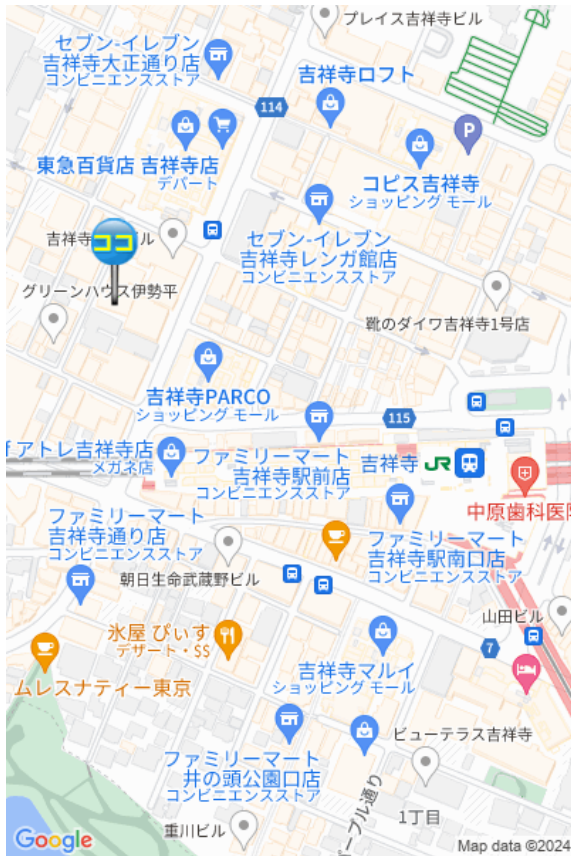 プレイス吉祥寺ビル
セブン-イレブン
吉祥寺大正通り店
コンビニエンスストア
吉祥寺ロフト
114
P
東急百貨店 吉祥寺店
デパート
コピス吉祥寺
ショッピング モール
吉祥寺
ココ
ル
セブン-イレブン
吉祥寺レンガ館店
コンビニエンスストア
グリーンハウス伊勢平
靴のダイワ吉祥寺1号店
吉祥寺PARCO
ショッピング モール
115
アトレ吉祥寺店
メガネ店
ファミリーマート
吉祥寺駅前店
コンビニエンスストア
吉祥寺
JR
中原歯科医院
ファミリーマート
吉祥寺通り店
コンビニエンスストア
ファミリーマート
吉祥寺駅南口店
コンビニエンスストア
朝日生命武蔵野ビル
山田ビル
氷屋 ぴぃす
デザート・$$
7
ムレスナティー東京
吉祥寺マルイ
ショッピング モール
ビューテラス吉祥寺
ファミリーマート
井の頭公園口店
コンビニエンスストア
ープル通り
1丁目
重川ビル
Google
Map data ©2024